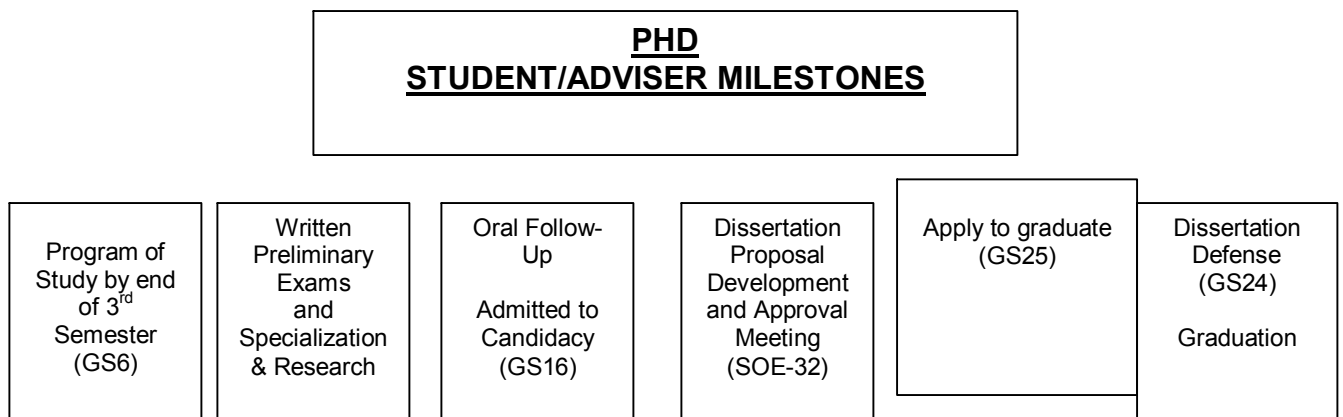 PHD
STUDENT/ADVISER MILESTONES
Program of
Study by end
of 3rd
Semester
(GS6)
Written
Preliminary
Exams
and
Specialization
& Research
Oral Follow-
Up
Admitted to
Candidacy
(GS16)
Dissertation
Proposal
Development
and Approval
Meeting
(SOE-32)
Apply to graduate
(GS25)
Dissertation
Defense
(GS24)
Graduation